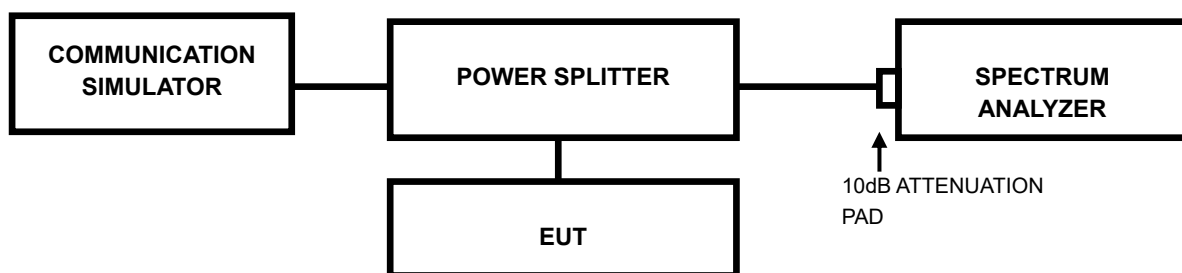 COMMUNICATION
SIMULATOR
POWER SPLITTER
SPECTRUM
ANALYZER
10dB ATTENUATION
PAD
EUT